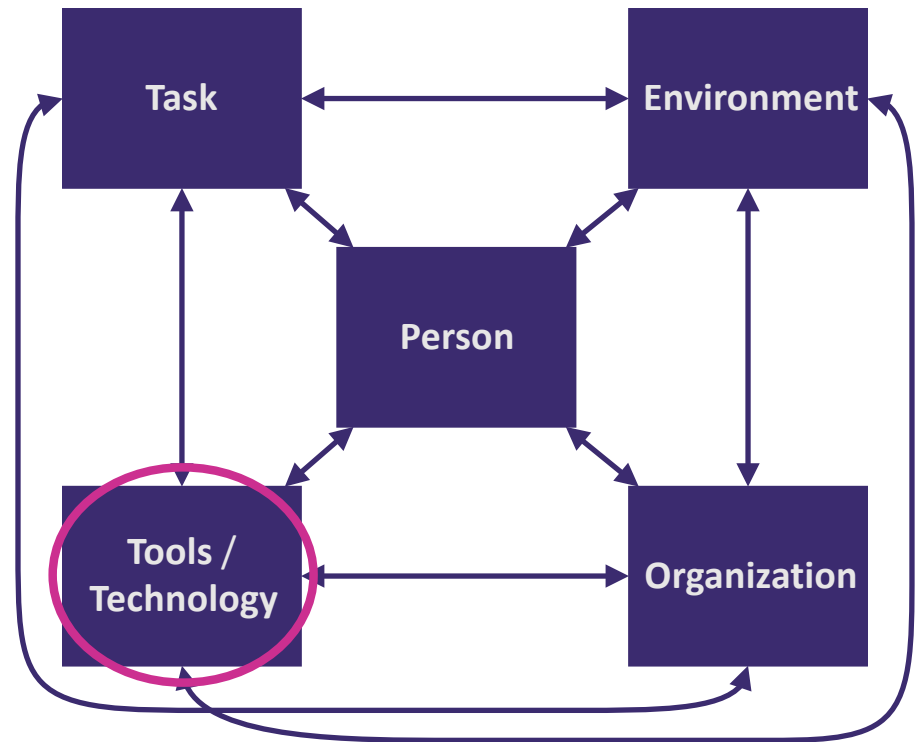 Task
Environment
Person
Tools /
Technology
Organization